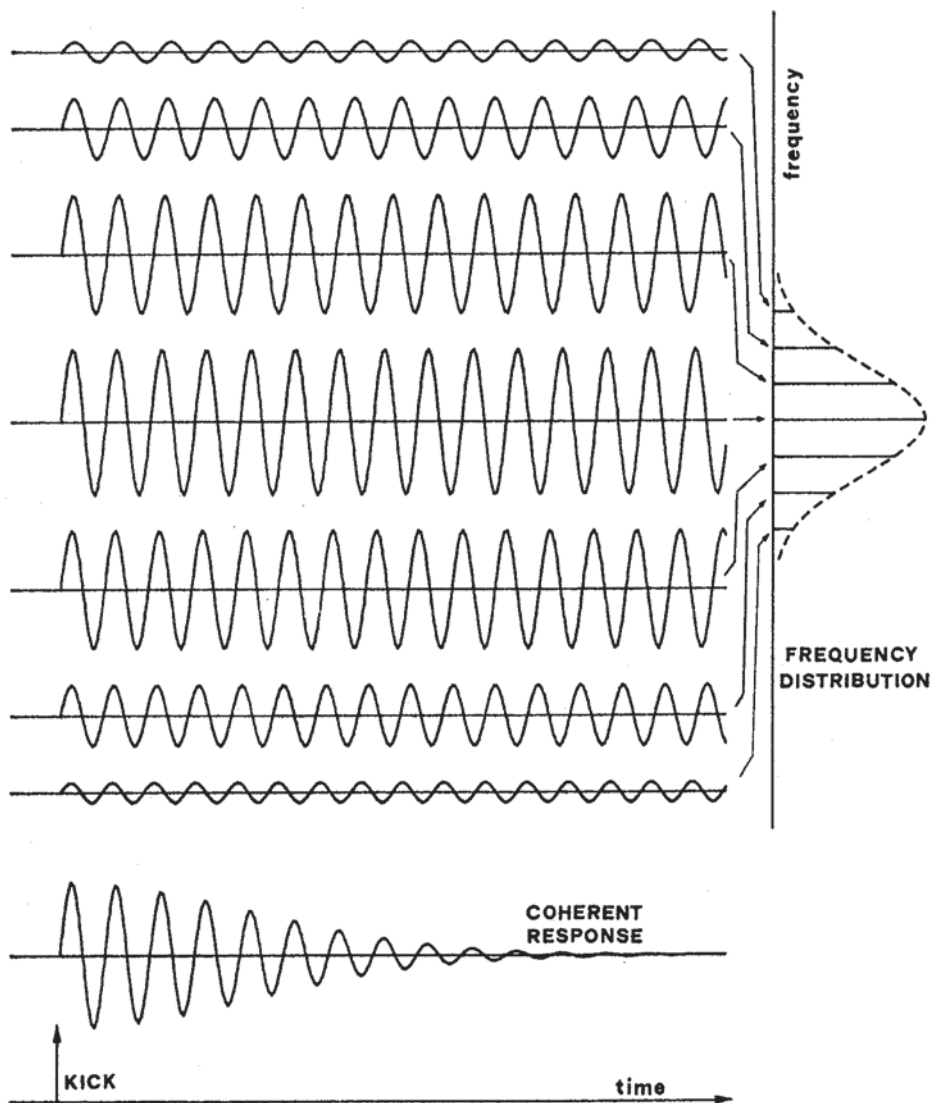 frequency
FREQUENCY
DISTRIBUTION
COHERENT
RESPONSE
KICK
time